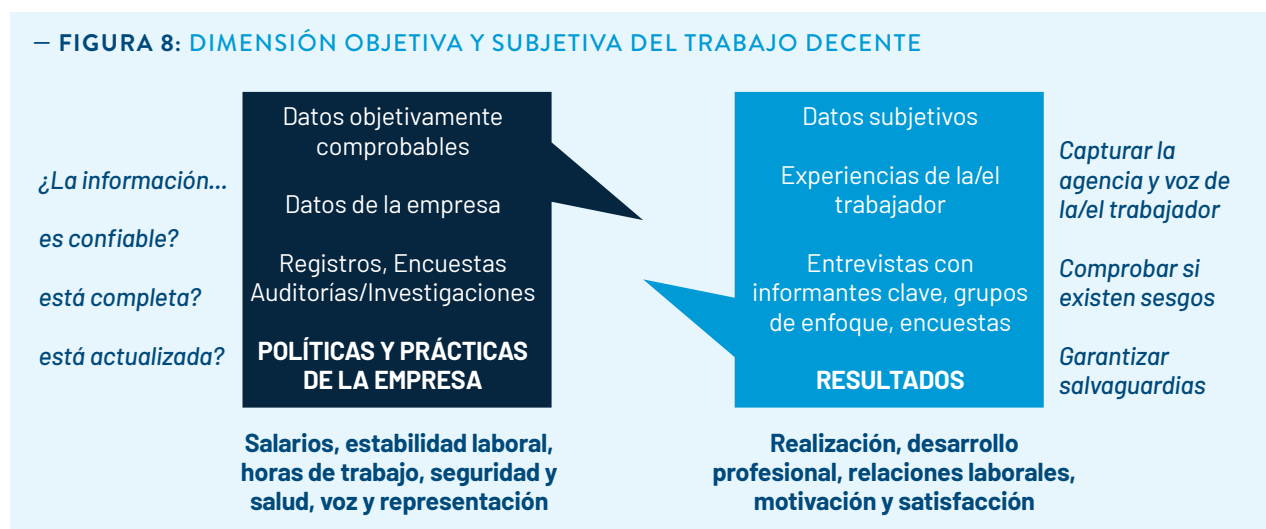 — FIGURA 8: DIMENSIÓN OBJETIVA Y SUBJETIVA DEL TRABAJO DECENTE
¿La información...
es confiable?
está completa?
está actualizada?
Datos objetivamente
comprobables
Datos de la empresa
Registros, Encuestas
Auditorías/Investigaciones
POLÍTICAS Y PRÁCTICAS
DE LA EMPRESA
Salarios, estabilidad laboral,
horas de trabajo, seguridad y
salud, voz y representación
Datos subjetivos
Experiencias de la/el
trabajador
Entrevistas con
informantes clave, grupos
de enfoque, encuestas
RESULTADOS
Realización, desarrollo
profesional, relaciones laborales,
motivación y satisfacción
Capturar la
agencia y voz de
la/el trabajador
Comprobar si
existen sesgos
Garantizar
salvaguardias